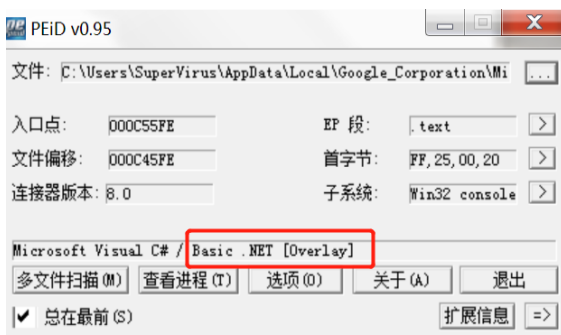 PEiD v0.95
文件: C:\Users\SuperVirus\AppData\Local\Google_Corporation\Mi ...
入口点: 000C55FE EP 段: .text >
文件偏移: 000C45FE 首字节: FF,25,00,20 >
连接器版本: 8.0 子系统: Win32 console >
Microsoft Visual C# / Basic .NET [Overlay]
多文件扫描(M) 查看进程(T) 选项(O) 关于(A) 退出
总在最前(S) 扩展信息 =>